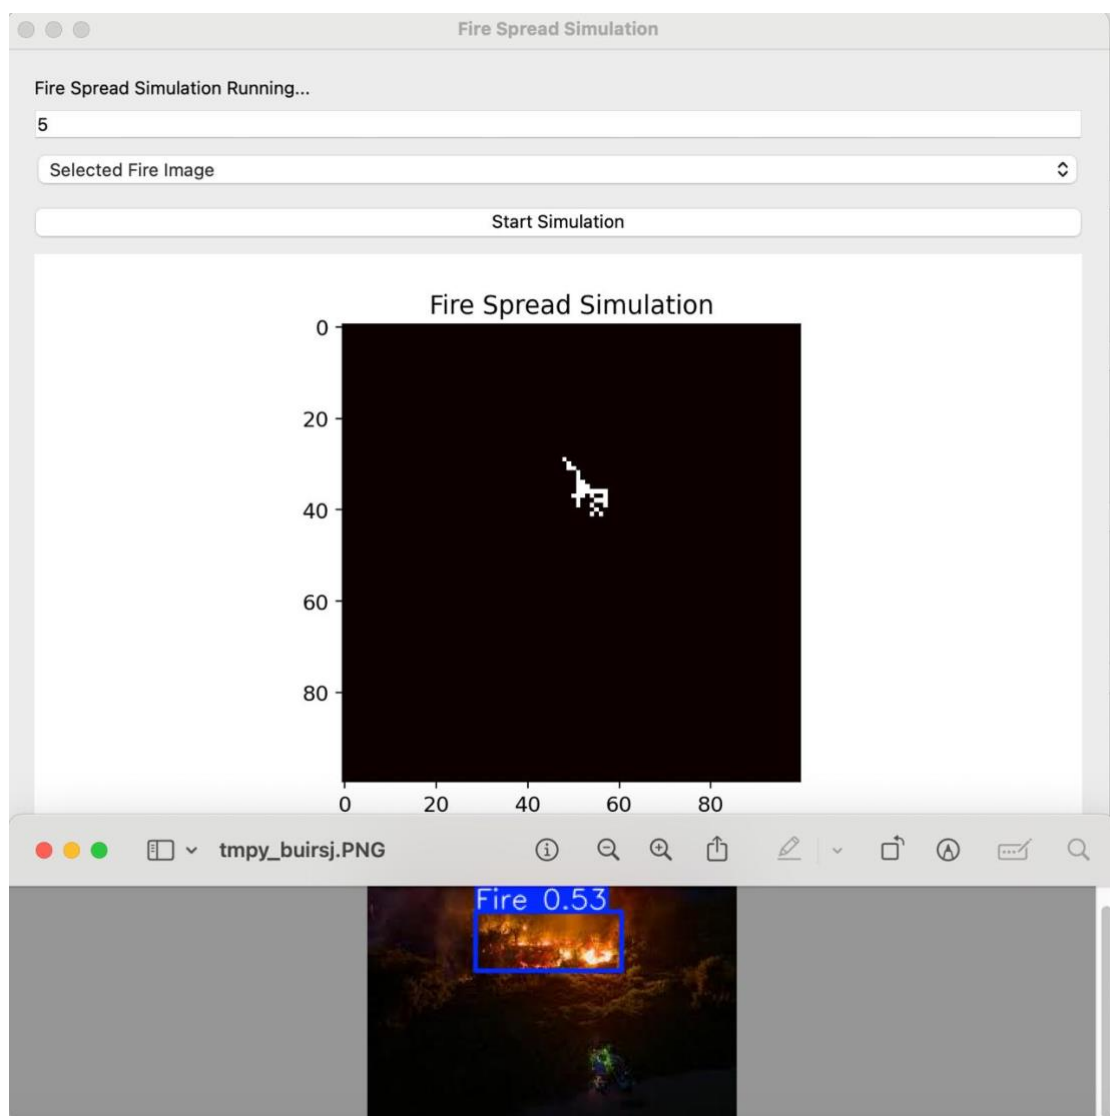 Fire Spread Simulation
Fire Spread Simulation Running...
5
Selected Fire Image
Start Simulation
Fire Spread Simulation
0
20
40
60
80
0 20 40 60 80
tmpy_buirsj.PNG
Fire 0.53